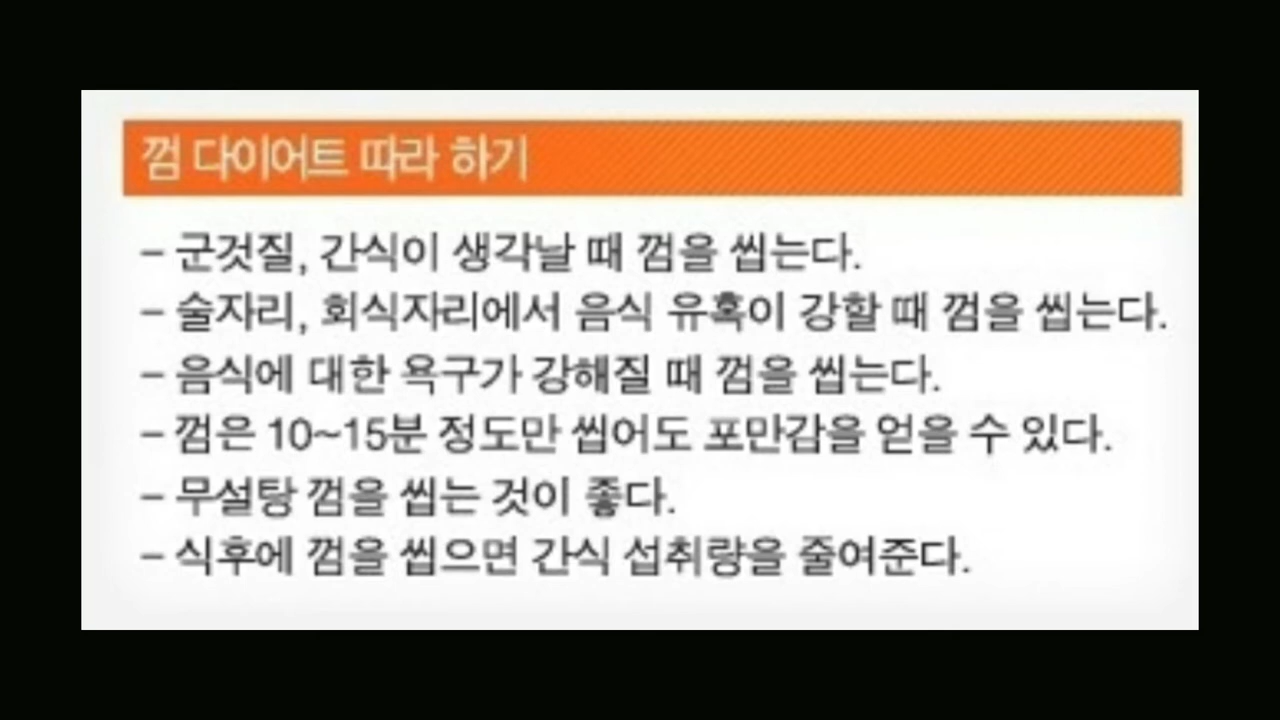 껌 다이어트 따라 하기
– 군것질, 간식이 생각날 때 껌을 씹는다.
– 술자리, 회식자리에서 음식 유혹이 강할 때 껌을 씹는다.
– 음식에 대한 욕구가 강해질 때 껌을 씹는다.
– 껌은 10~15분 정도만 씹어도 포만감을 얻을 수 있다.
– 무설탕 껌을 씹는 것이 좋다.
– 식후에 껌을 씹으면 간식 섭취량을 줄여준다.